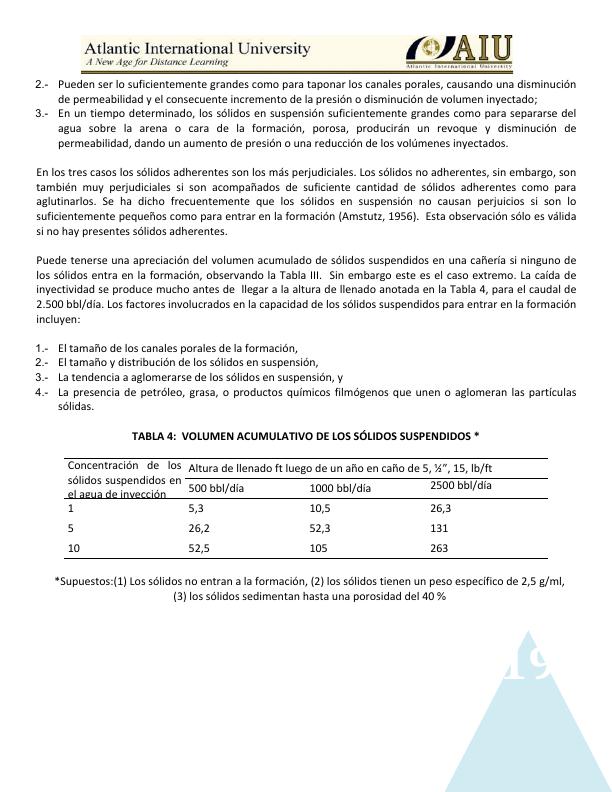 Atlantic International University
A New Age for Distance Learning
AIU
Atlantic International University
2.- Pueden ser lo suficientemente grandes como para taponar los canales porales, causando una disminución
de permeabilidad y el consecuente incremento de la presión o disminución de volumen inyectado;
3.- En un tiempo determinado, los sólidos en suspensión suficientemente grandes como para separarse del
agua sobre la arena o cara de la formación, porosa, producirán un revoque y disminución de
permeabilidad, dando un aumento de presión o una reducción de los volúmenes inyectados.
En los tres casos los sólidos adherentes son los más perjudiciales. Los sólidos no adherentes, sin embargo, son
también muy perjudiciales si son acompañados de suficiente cantidad de sólidos adherentes como para
aglutinarlos. Se ha dicho frecuentemente que los sólidos en suspensión no causan perjuicios si son lo
suficientemente pequeños como para entrar en la formación (Amstutz, 1956). Esta observación sólo es válida
si no hay presentes sólidos adherentes.
Puede tenerse una apreciación del volumen acumulado de sólidos suspendidos en una cañería si ninguno de
los sólidos entra en la formación, observando la Tabla III. Sin embargo este es el caso extremo. La caída de
inyectividad se produce mucho antes de llegar a la altura de llenado anotada en la Tabla 4, para el caudal de
2.500 bbl/día. Los factores involucrados en la capacidad de los sólidos suspendidos para entrar en la formación
incluyen:
1.- El tamaño de los canales porales de la formación,
2.- El tamaño y distribución de los sólidos en suspensión,
3.- La tendencia a aglomerarse de los sólidos en suspensión, y
4.- La presencia de petróleo, grasa, o productos químicos filmógenos que unen o aglomeran las partículas
sólidas.
TABLA 4: VOLUMEN ACUMULATIVO DE LOS SÓLIDOS SUSPENDIDOS *
Concentración de los
sólidos suspendidos en
el agua de inyección
Altura de llenado ft luego de un año en caño de 5, ½”, 15, lb/ft
500 bbl/día 1000 bbl/día 2500 bbl/día
1 5,3 10,5 26,3
5 26,2 52,3 131
10 52,5 105 263
*Supuestos:(1) Los sólidos no entran a la formación, (2) los sólidos tienen un peso específico de 2,5 g/ml,
(3) los sólidos sedimentan hasta una porosidad del 40 %
19